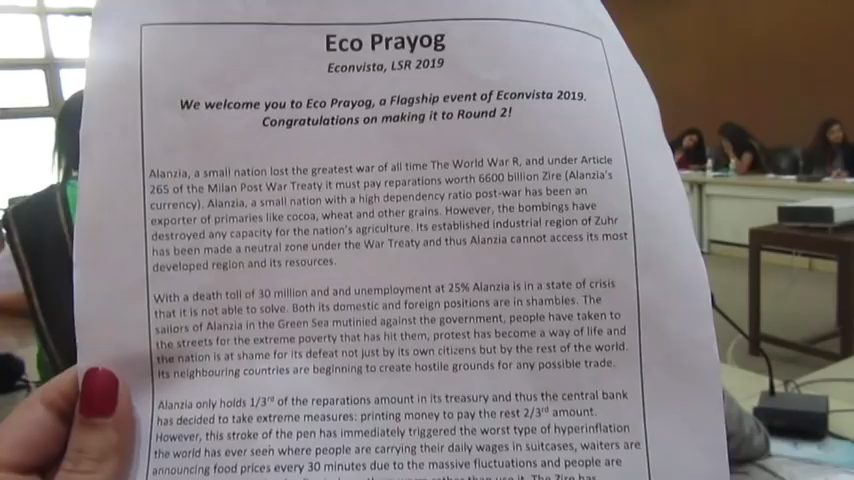 Eco Prayog
Econvista, LSR 2019
We welcome you to Eco Prayog, a Flagship event of Econvista 2019.
Congratulations on making it to Round 2!
Alanzia, a small nation lost the greatest war of all time The World War R, and under Article
265 of the Milan Post War Treaty it must pay reparations worth 6600 billion Zire (Alanzia's
currency). Alanzia, a small nation with a high dependency ratio post-war has been an
exporter of primaries like cocoa, wheat and other grains. However, the bombings have
destroyed any capacity for the nation's agriculture. Its established industrial region of Zuhr
has been made a neutral zone under the War Treaty and thus Alanzia cannot access its most
developed region and its resources.
With a death toll of 30 million and and unemployment at 25% Alanzia is in a state of crisis
that it is not able to solve. Both its domestic and foreign positions are in shambles. The
sailors of Alanzia in the Green Sea mutinied against the government, people have taken to
the streets for the extreme poverty that has hit them, protest has become a way of life and
the nation is at shame for its defeat not just by its own citizens but by the rest of the world.
Its neighbouring countries are beginning to create hostile grounds for any possible trade.
Alanzia only holds 1/3rd of the reparations amount in its treasury and thus the central bank
has decided to take extreme measures: printing money to pay the rest 2/3rd amount.
However, this stroke of the pen has immediately triggered the worst type of hyperinflation
the world has ever seen where people are carrying their daily wages in suitcases, waiters are
announcing food prices every 30 minutes due to the massive fluctuations and people are
rather than use it. The Zire has